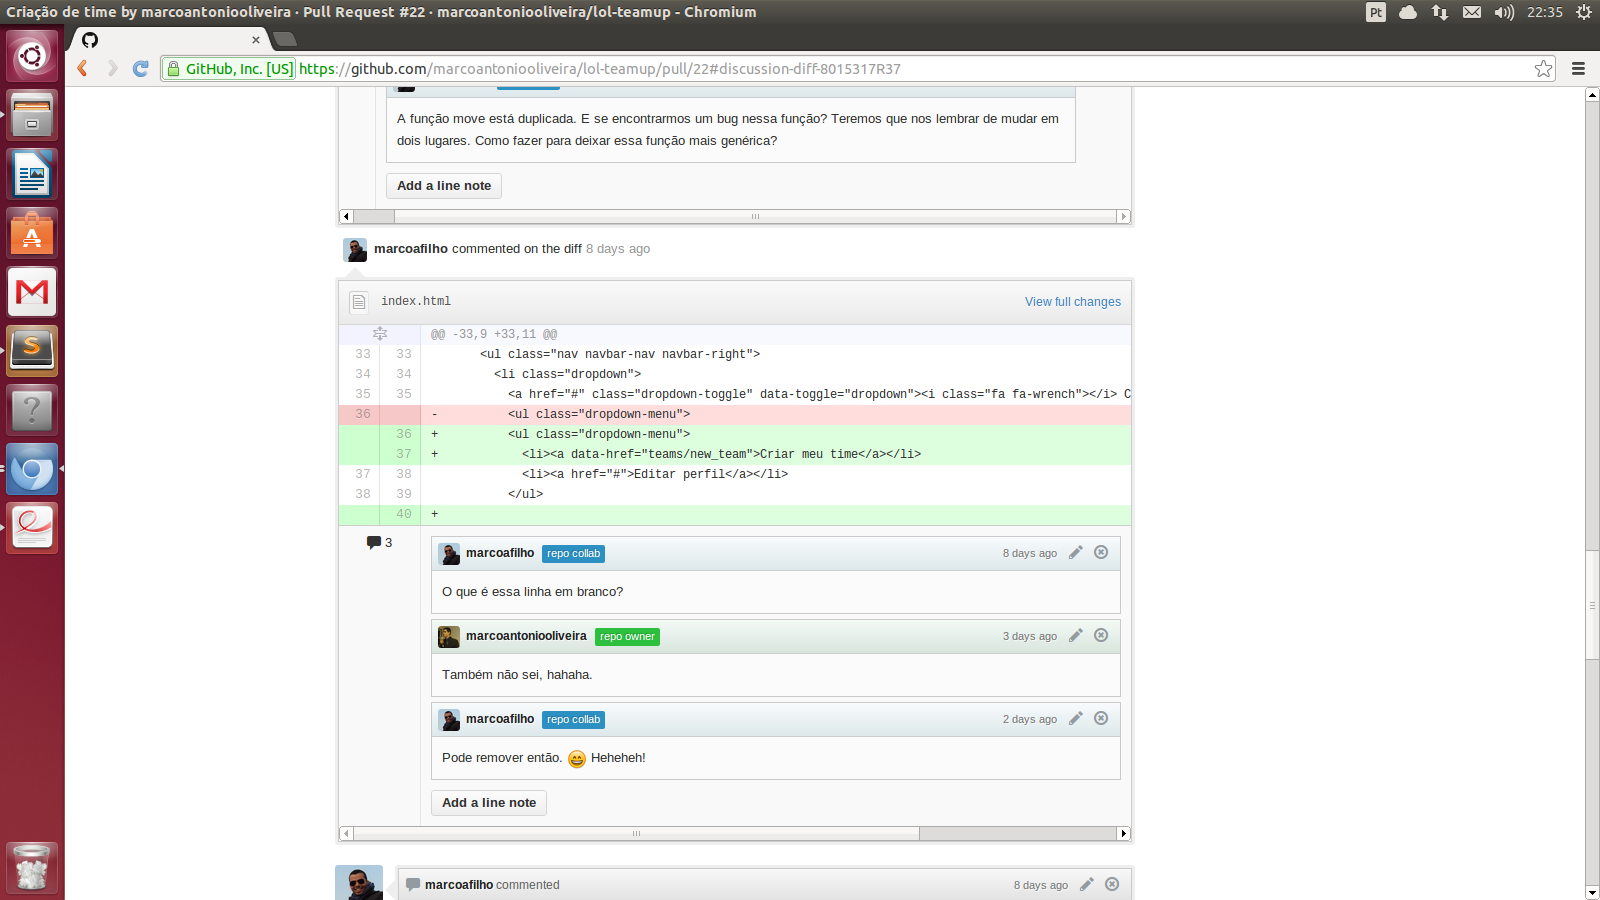 Criação de time by marcoantoniooliveira · Pull Request #22 · marcoantoniooliveira/lol-teamup - Chromium
Pt
22:35
GitHub, Inc. [US] https://github.com/marcoantoniooliveira/lol-teamup/pull/22#discussion-diff-8015317R37
A função move está duplicada. E se encontrarmos um bug nessa função? Teremos que nos lembrar de mudar em
dois lugares. Como fazer para deixar essa função mais genérica?
Add a line note
marcoafilho commented on the diff 8 days ago
index.html
View full changes
@@ -33,9 +33,11 @@
33 33 <ul class="nav navbar-nav navbar-right">
34 34 <li class="dropdown">
35 35 <a href="#" class="dropdown-toggle" data-toggle="dropdown"><i class="fa fa-wrench"></i> C
36 - <ul class="dropdown-menu">
36 + <ul class="dropdown-menu">
37 + <li><a data-href="teams/new_team">Criar meu time</a></li>
37 38 <li><a href="#">Editar perfil</a></li>
38 39 </ul>
40 +
3
marcoafilho repo collab 8 days ago
O que é essa linha em branco?
marcoantoniooliveira repo owner 3 days ago
Também não sei, hahaha.
marcoafilho repo collab 2 days ago
Pode remover então. 😄 Heheheh!
Add a line note
marcoafilho commented 8 days ago